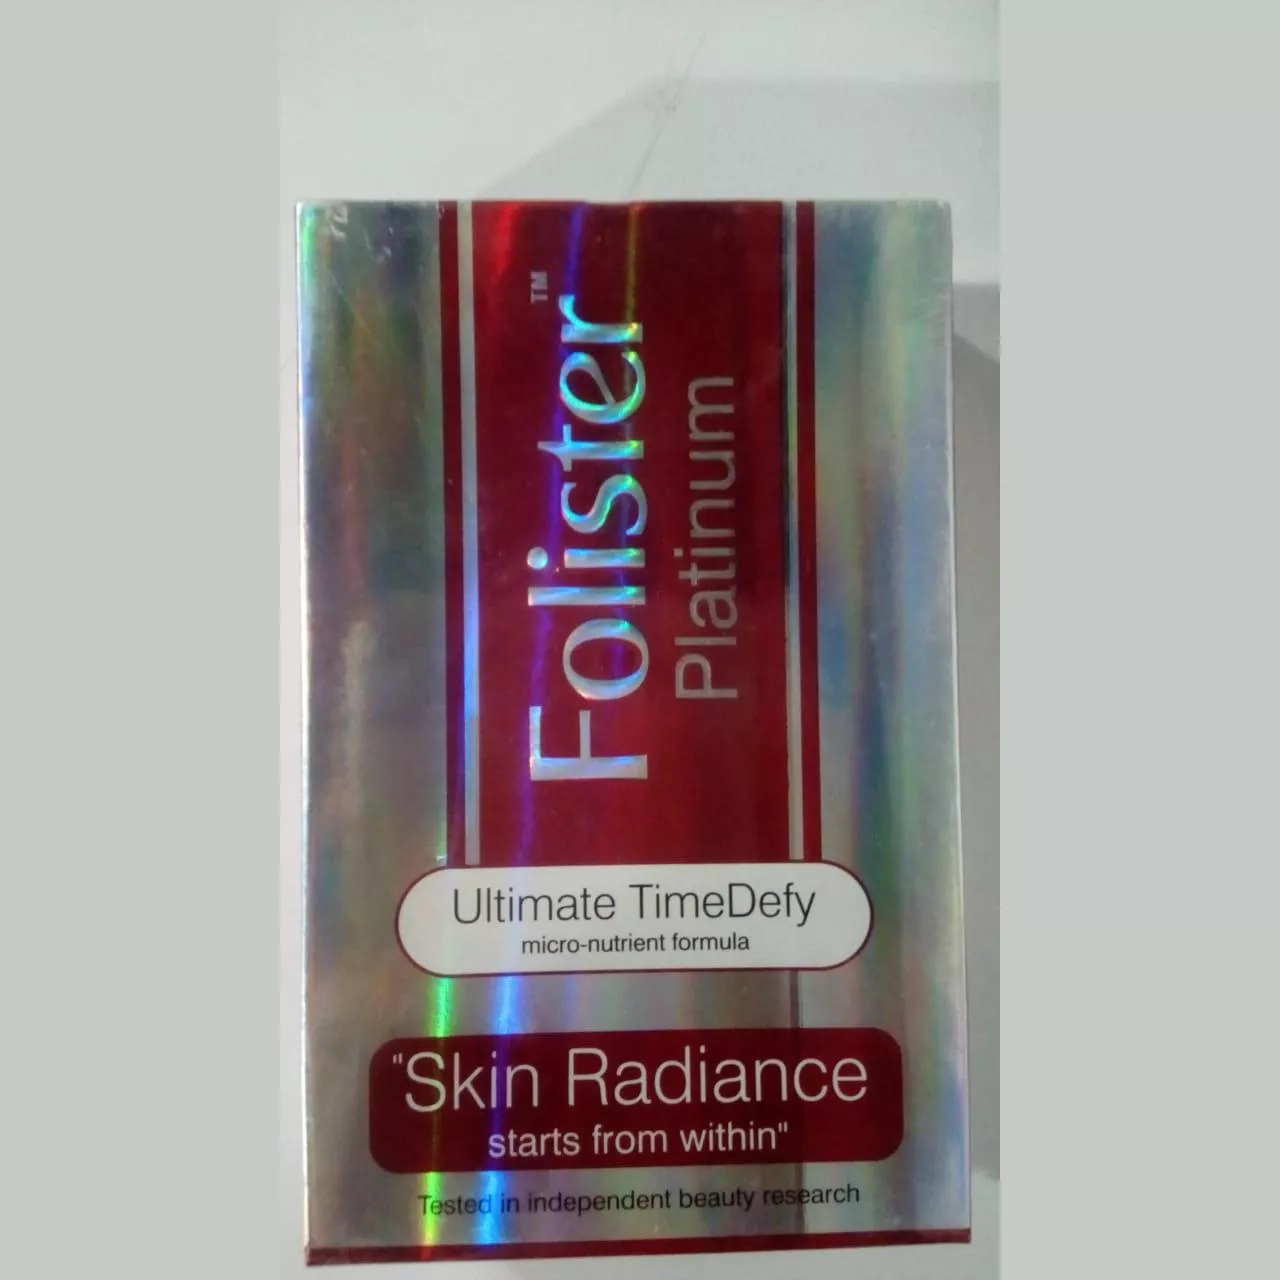 Folister™
Platinum
Ultimate TimeDefy
micro-nutrient formula
"Skin Radiance
starts from within"
Tested in independent beauty research